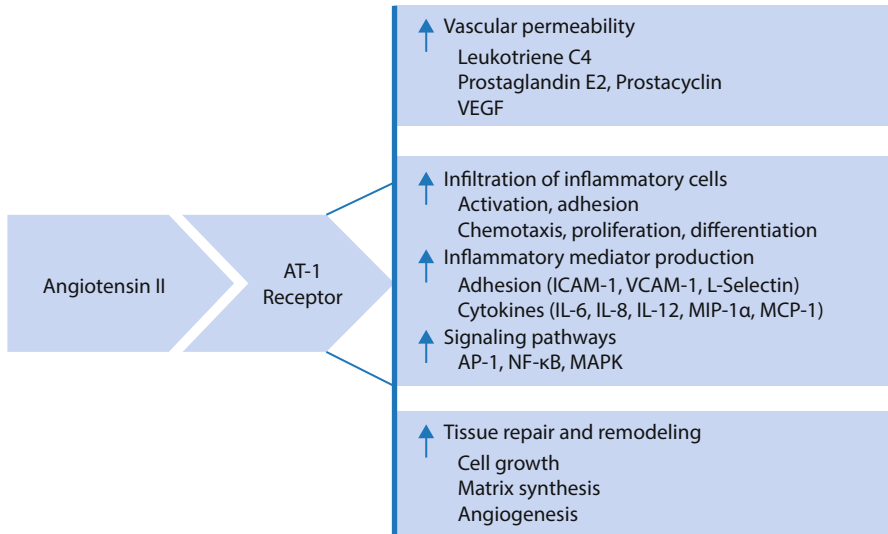 Angiotensin II
AT-1
Receptor
Vascular permeability
Leukotriene C4
Prostaglandin E2, Prostacyclin
VEGF
Infiltration of inflammatory cells
Activation, adhesion
Chemotaxis, proliferation, differentiation
Inflammatory mediator production
Adhesion (ICAM-1, VCAM-1, L-Selectin)
Cytokines (IL-6, IL-8, IL-12, MIP-1α, MCP-1)
Signaling pathways
AP-1, NF-κB, MAPK
Tissue repair and remodeling
Cell growth
Matrix synthesis
Angiogenesis